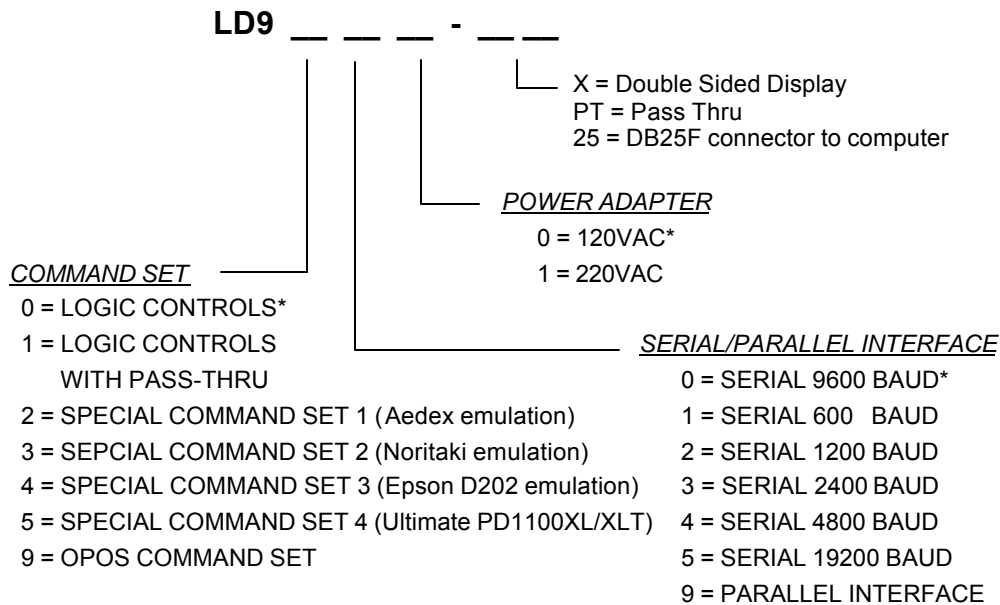 LD9 __ __ __ - __ __
X = Double Sided Display
PT = Pass Thru
25 = DB25F connector to computer
POWER ADAPTER
0 = 120VAC*
1 = 220VAC
COMMAND SET
0 = LOGIC CONTROLS*
1 = LOGIC CONTROLS
WITH PASS-THRU
2 = SPECIAL COMMAND SET 1 (Aedex emulation)
3 = SEPCIAL COMMAND SET 2 (Noritaki emulation)
4 = SPECIAL COMMAND SET 3 (Epson D202 emulation)
5 = SPECIAL COMMAND SET 4 (Ultimate PD1100XL/XLT)
9 = OPOS COMMAND SET
SERIAL/PARALLEL INTERFACE
0 = SERIAL 9600 BAUD*
1 = SERIAL 600 BAUD
2 = SERIAL 1200 BAUD
3 = SERIAL 2400 BAUD
4 = SERIAL 4800 BAUD
5 = SERIAL 19200 BAUD
9 = PARALLEL INTERFACE